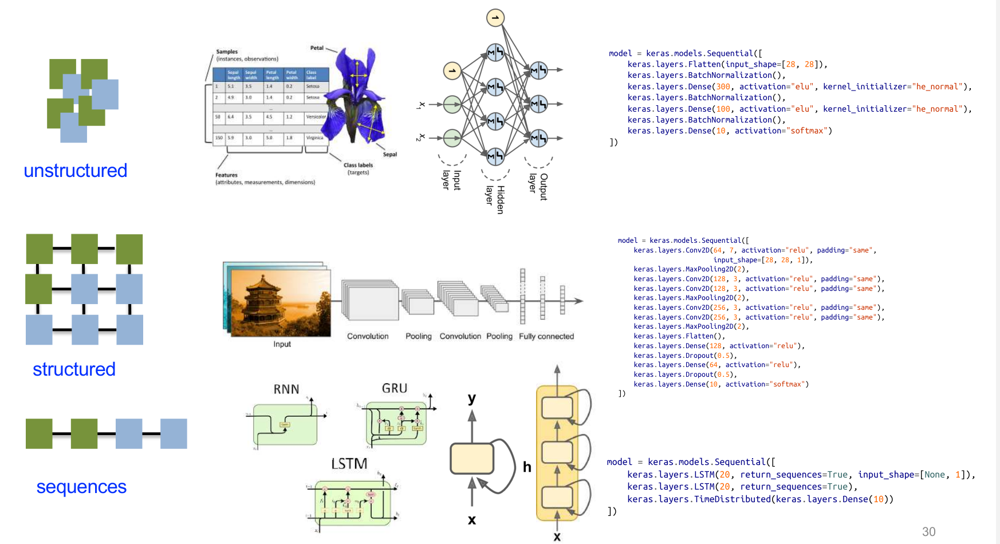 unstructured
Samples
(instances, observations)
Petal
Sepal length Sepal width Petal length Petal width Class label
1 5.1 3.5 1.4 0.2 Setosa
2 4.9 3.0 1.4 0.2 Setosa
...
50 6.4 3.5 4.5 1.2 Versicolor
...
150 5.9 3.0 5.0 1.8 Virginica
Sepal
Features
(attributes, measurements, dimensions)
Class labels
(targets)
1
1
x1
x2
Σ
Σ
Σ
Σ
Σ
Σ
Σ
Input layer
Hidden layer
Output layer
model = keras.models.Sequential([
keras.layers.Flatten(input_shape=[28, 28]),
keras.layers.BatchNormalization(),
keras.layers.Dense(300, activation="elu", kernel_initializer="he_normal"),
keras.layers.BatchNormalization(),
keras.layers.Dense(100, activation="elu", kernel_initializer="he_normal"),
keras.layers.BatchNormalization(),
keras.layers.Dense(10, activation="softmax")
])
structured
Input
Convolution Pooling Convolution Pooling Fully connected
model = keras.models.Sequential([
keras.layers.Conv2D(64, 7, activation="relu", padding="same",
input_shape=[28, 28, 1]),
keras.layers.MaxPooling2D(2),
keras.layers.Conv2D(128, 3, activation="relu", padding="same"),
keras.layers.Conv2D(128, 3, activation="relu", padding="same"),
keras.layers.MaxPooling2D(2),
keras.layers.Conv2D(256, 3, activation="relu", padding="same"),
keras.layers.Conv2D(256, 3, activation="relu", padding="same"),
keras.layers.MaxPooling2D(2),
keras.layers.Flatten(),
keras.layers.Dense(128, activation="relu"),
keras.layers.Dropout(0.5),
keras.layers.Dense(64, activation="relu"),
keras.layers.Dropout(0.5),
keras.layers.Dense(10, activation="softmax")
])
sequences
RNN
tanh
GRU
tanh
LSTM
tanh
y
h
x
x
model = keras.models.Sequential([
keras.layers.LSTM(20, return_sequences=True, input_shape=[None, 1]),
keras.layers.LSTM(20, return_sequences=True),
keras.layers.TimeDistributed(keras.layers.Dense(10))
])
30